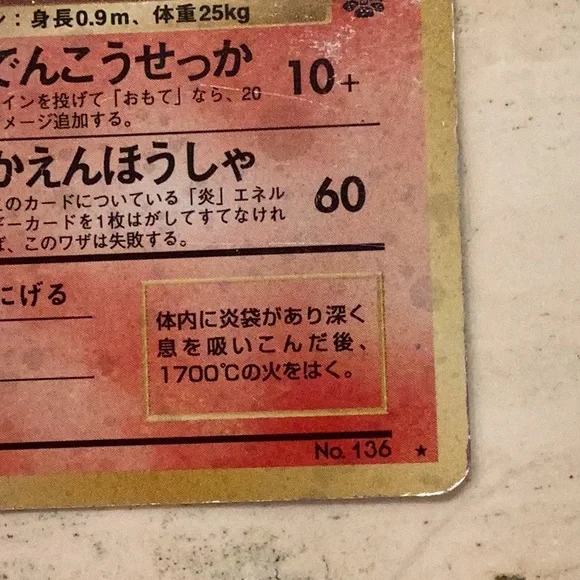 ン：身長0.9m、体重25kg
でんこうせっか 10+
インを投げて「おもて」なら、20
メージ追加する。
かえんほうしゃ 60
このカードについている「炎」エネル
ギーカードを1枚はがしてすてなけれ
ば、このワザは失敗する。
にげる
体内に炎袋があり深く
息を吸いこんだ後、
1700℃の火をはく。
No. 136 ★